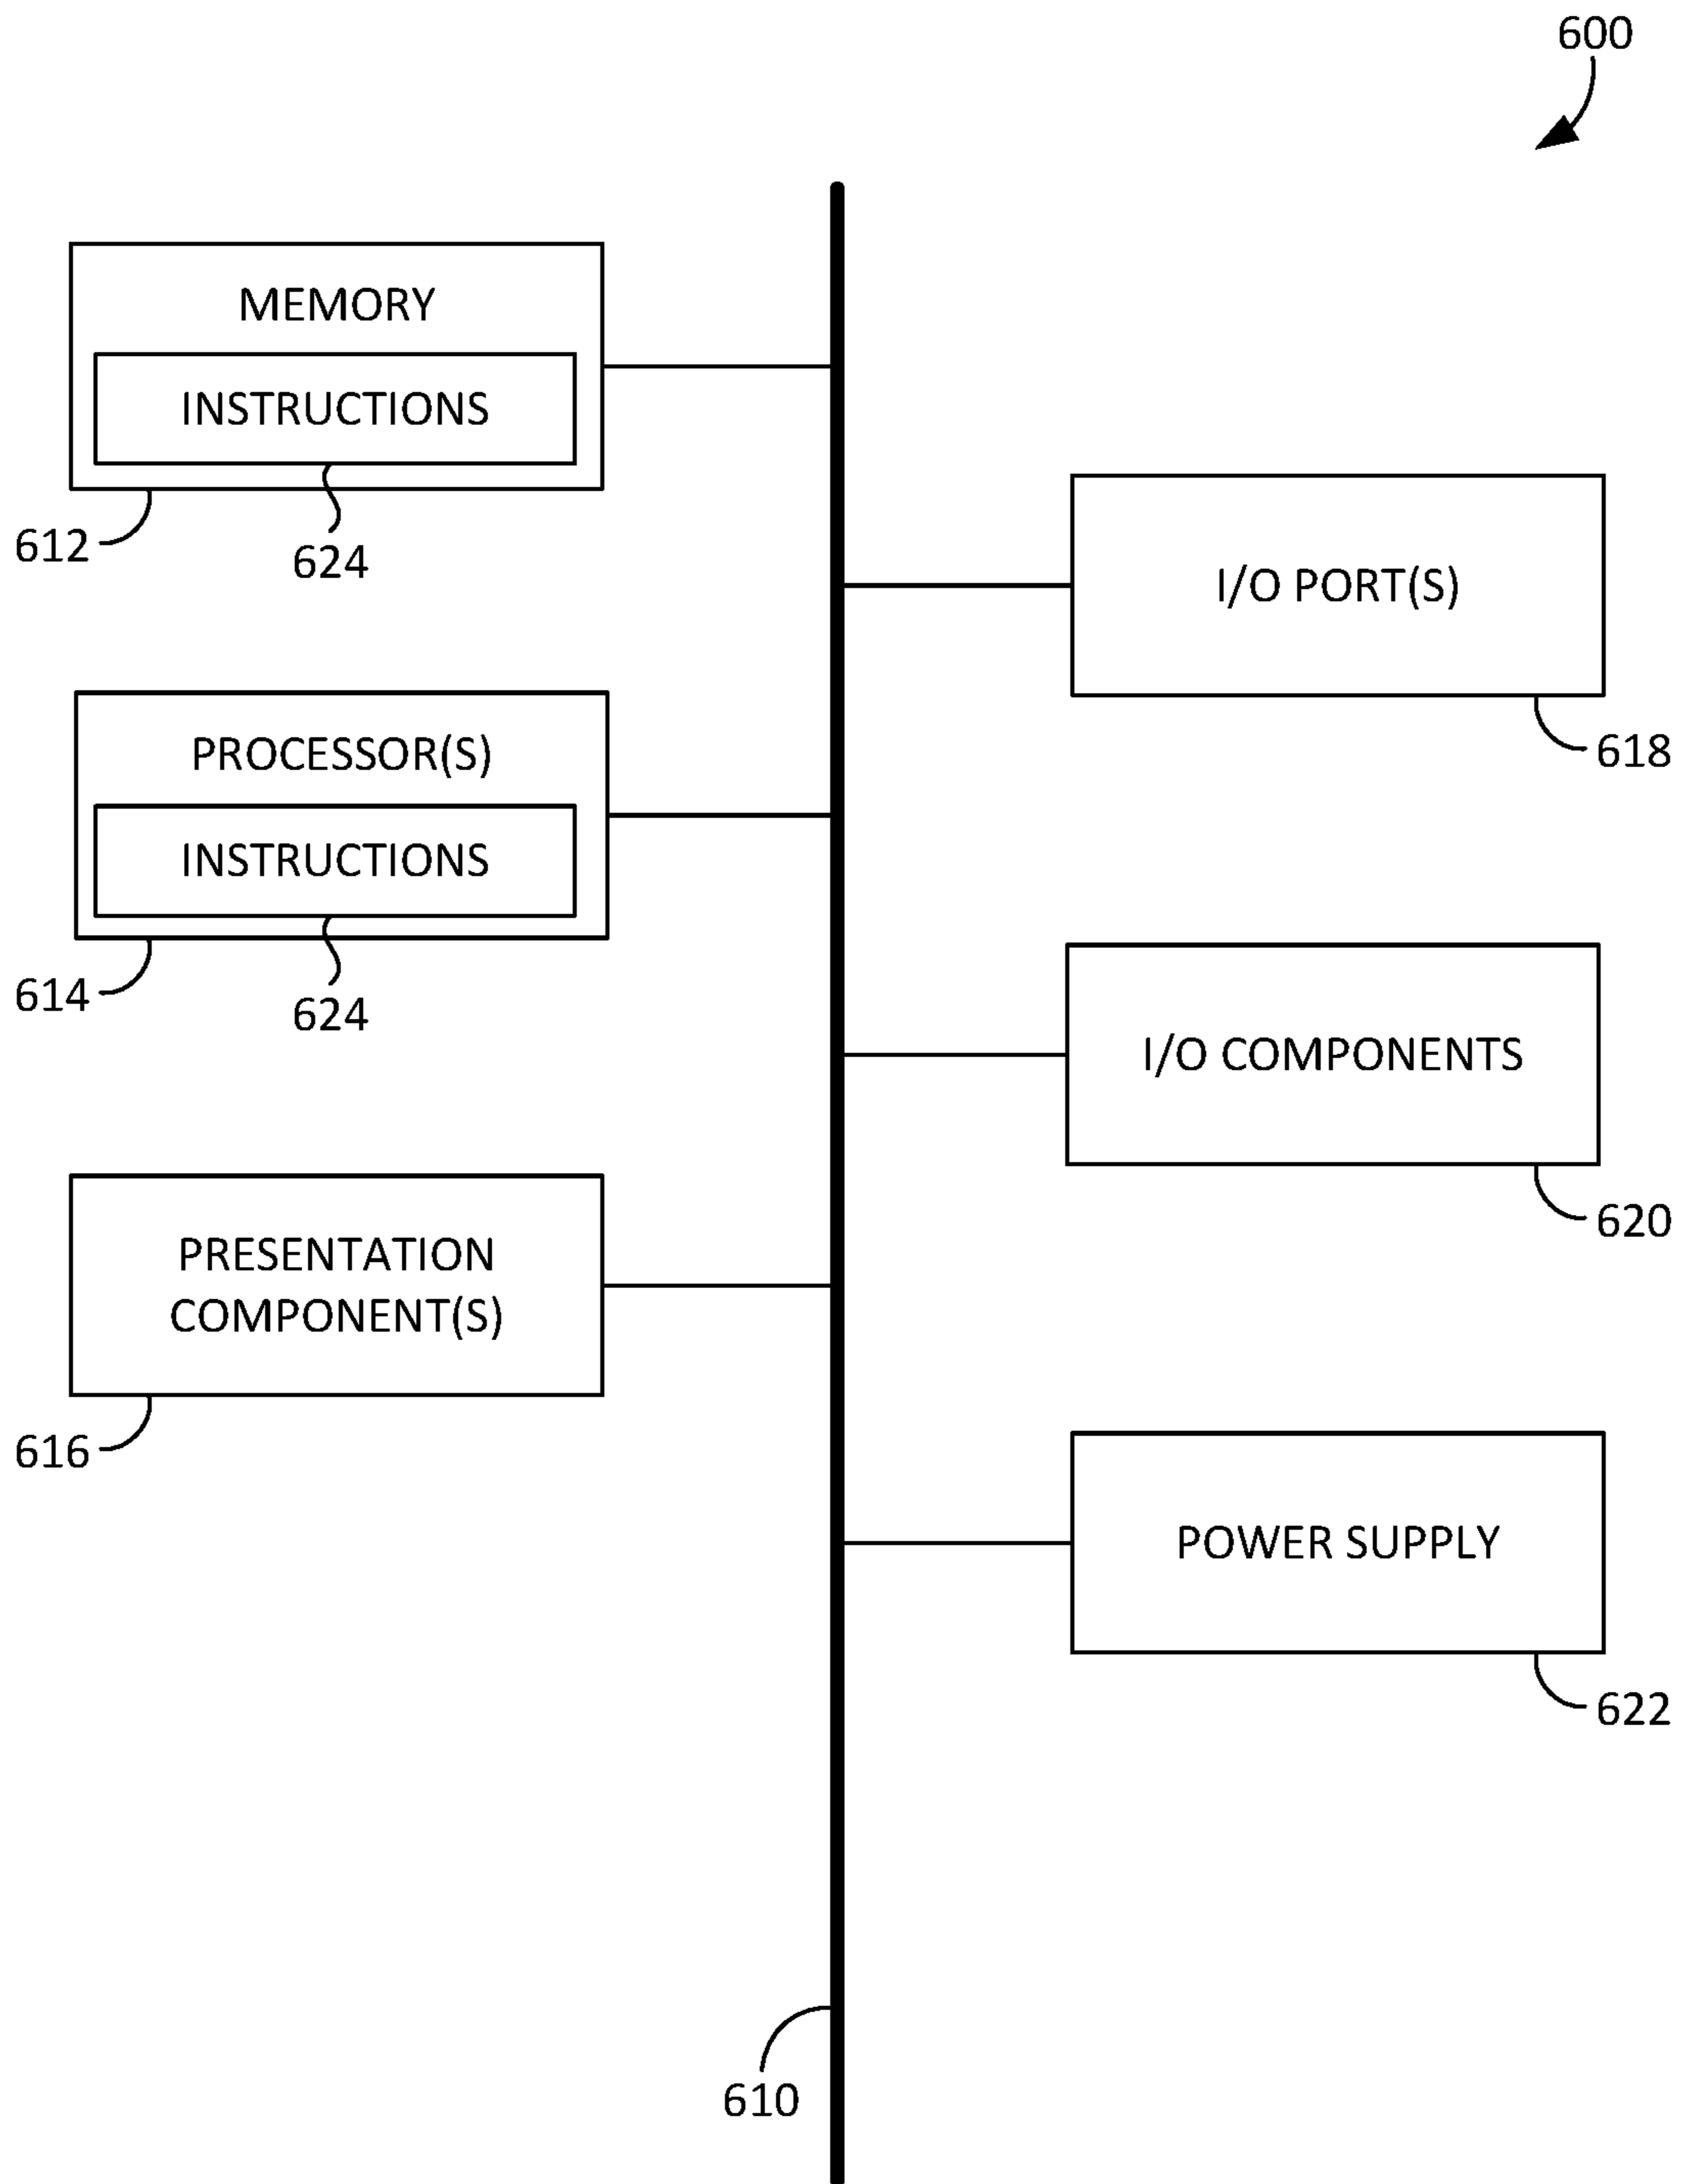 600
MEMORY
INSTRUCTIONS
612
624
I/O PORT(S)
618
PROCESSOR(S)
INSTRUCTIONS
614
624
I/O COMPONENTS
620
PRESENTATION
COMPONENT(S)
616
POWER SUPPLY
622
610